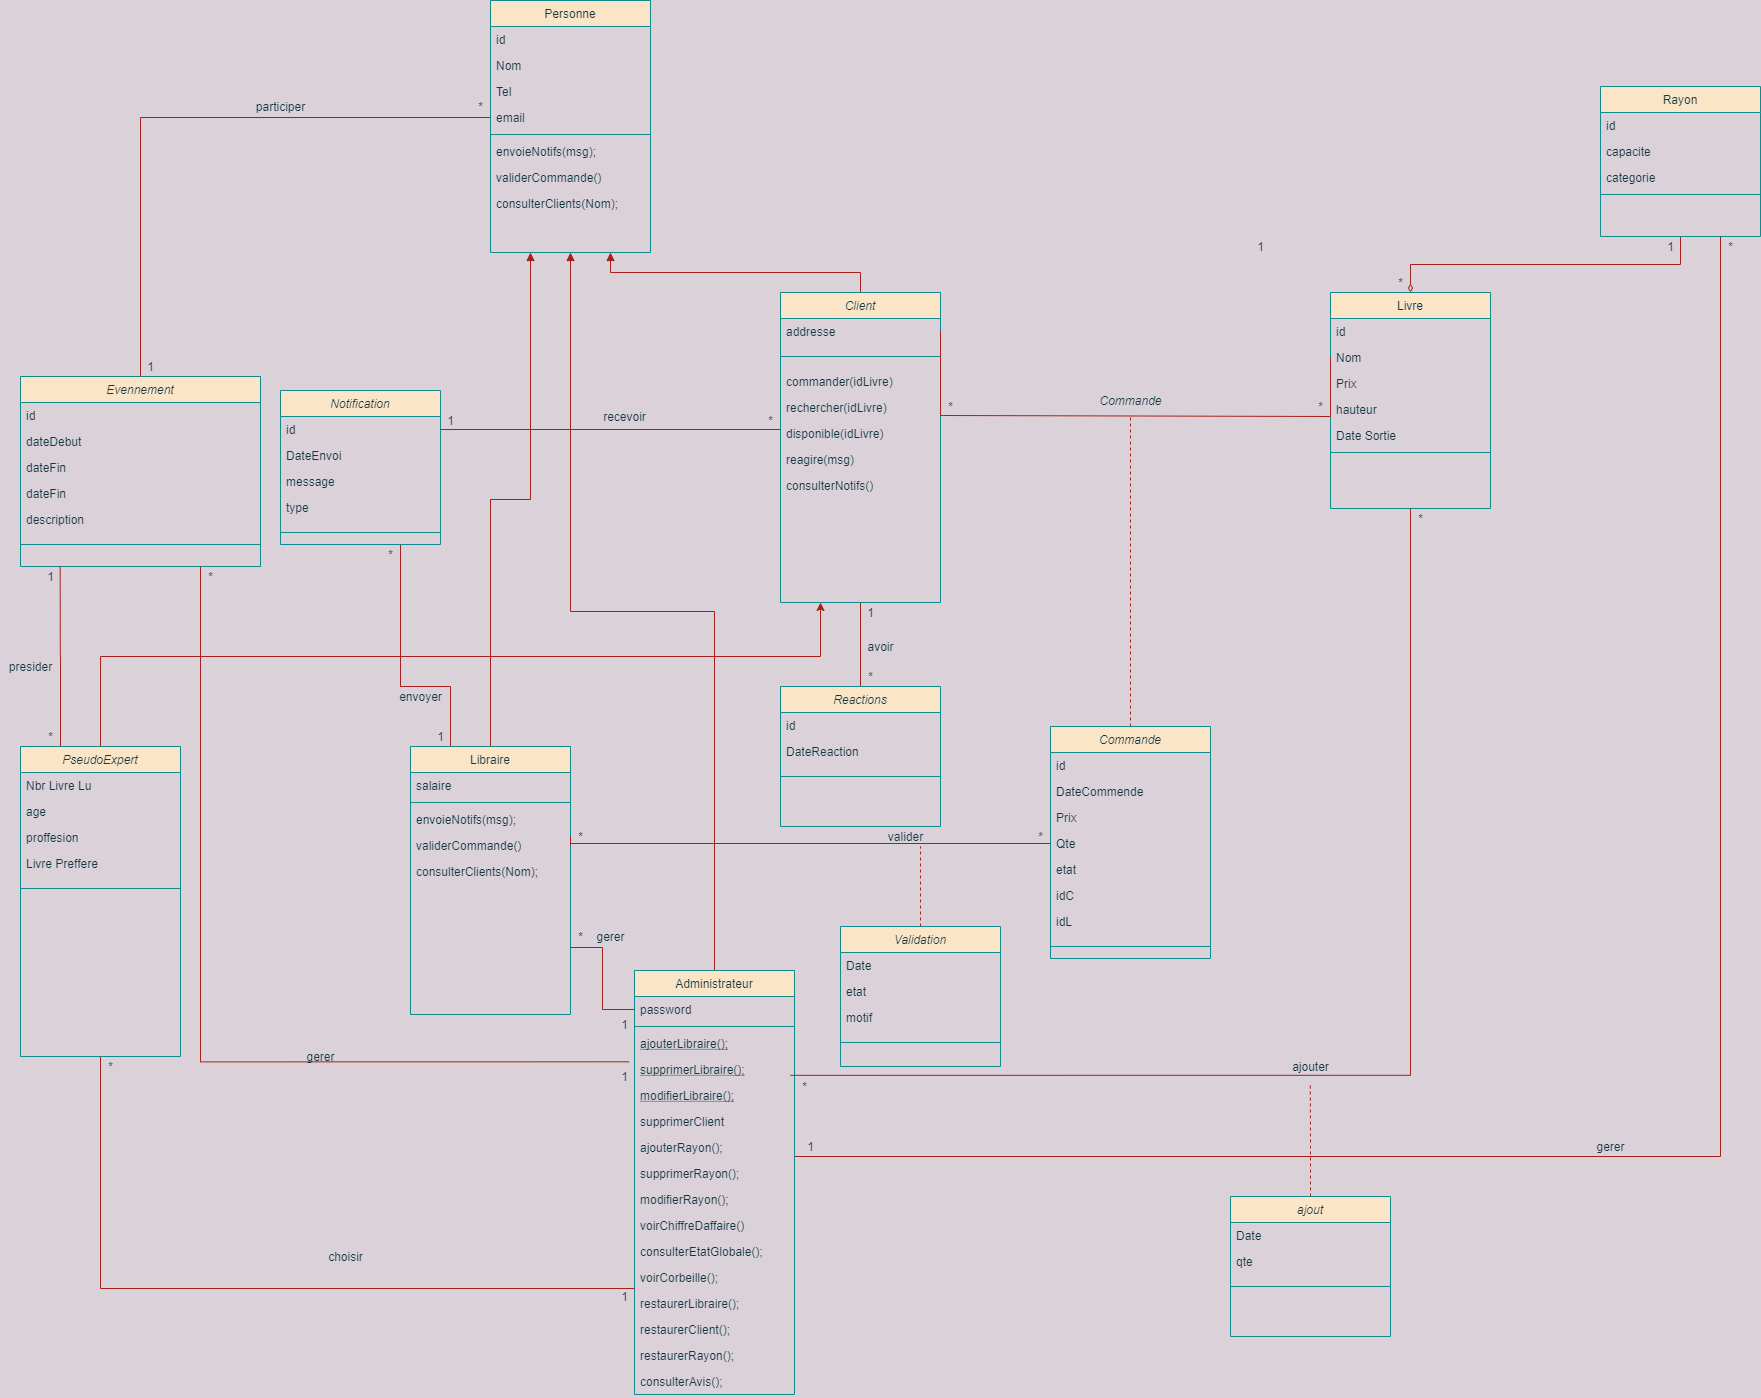 Personne
id
Nom
Tel
email
envoieNotifs(msg);
validerCommande()
consulterClients(Nom);
participer
*
1
Rayon
id
capacite
categorie
1
*
1
*
Client
addresse
commander(idLivre)
rechercher(idLivre)
disponible(idLivre)
reagire(msg)
consulterNotifs()
Livre
id
Nom
Prix
hauteur
Date Sortie
*
Commande
*
*
Evennement
id
dateDebut
dateFin
dateFin
description
1
*
Notification
id
DateEnvoi
message
type
1
recevoir
*
*
envoyer
1
presider
*
1
avoir
*
Reactions
id
DateReaction
PseudoExpert
Nbr Livre Lu
age
proffesion
Livre Preffere
*
Libraire
salaire
envoieNotifs(msg);
validerCommande()
consulterClients(Nom);
*
valider
*
Commande
id
DateCommende
Prix
Qte
etat
idC
idL
Validation
Date
etat
motif
*
gerer
1
gerer
1
Administrateur
password
ajouterLibraire();
supprimerLibraire();
modifierLibraire();
supprimerClient
ajouterRayon();
supprimerRayon();
modifierRayon();
voirChiffreDaffaire()
consulterEtatGlobale();
voirCorbeille();
restaurerLibraire();
restaurerClient();
restaurerRayon();
consulterAvis();
ajouter
*
1
gerer
choisir
1
ajout
Date
qte